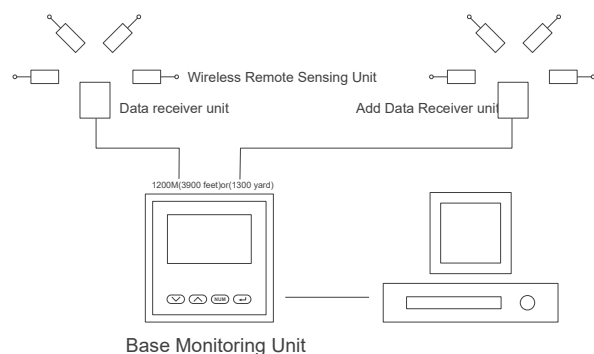 Wireless Remote Sensing Unit
Data receiver unit
Add Data Receiver unit
1200M(3900 feet)or(1300 yard)
NUM
Base Monitoring Unit